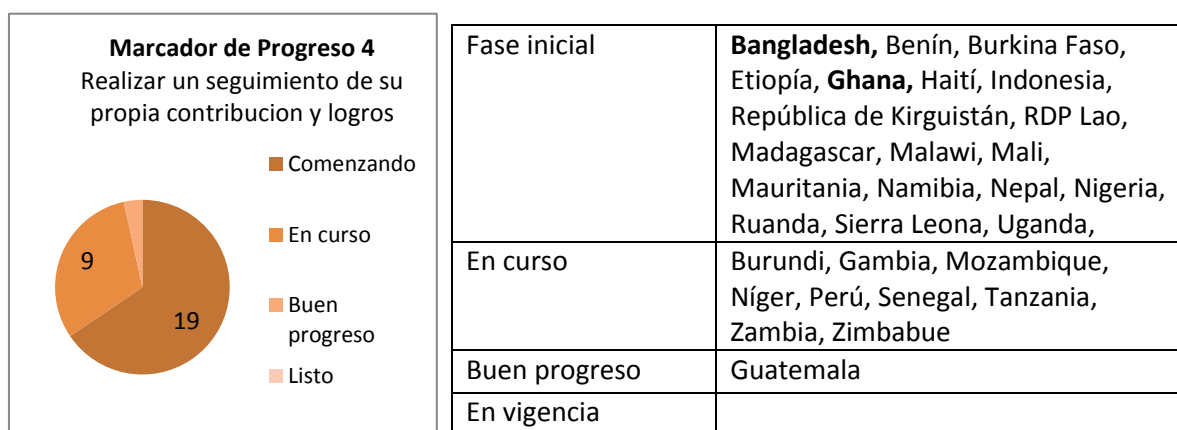 Marcador de Progreso 4
Realizar un seguimiento de su
propia contribucion y logros
Comenzando
En curso
Buen
progreso
Listo
9
19
Fase inicial
Bangladesh, Benín, Burkina Faso,
Etiopía, Ghana, Haití, Indonesia,
República de Kirguistán, RDP Lao,
Madagascar, Malawi, Mali,
Mauritania, Namibia, Nepal, Nigeria,
Ruanda, Sierra Leona, Uganda,
En curso
Burundi, Gambia, Mozambique,
Níger, Perú, Senegal, Tanzania,
Zambia, Zimbabue
Buen progreso
Guatemala
En vigencia